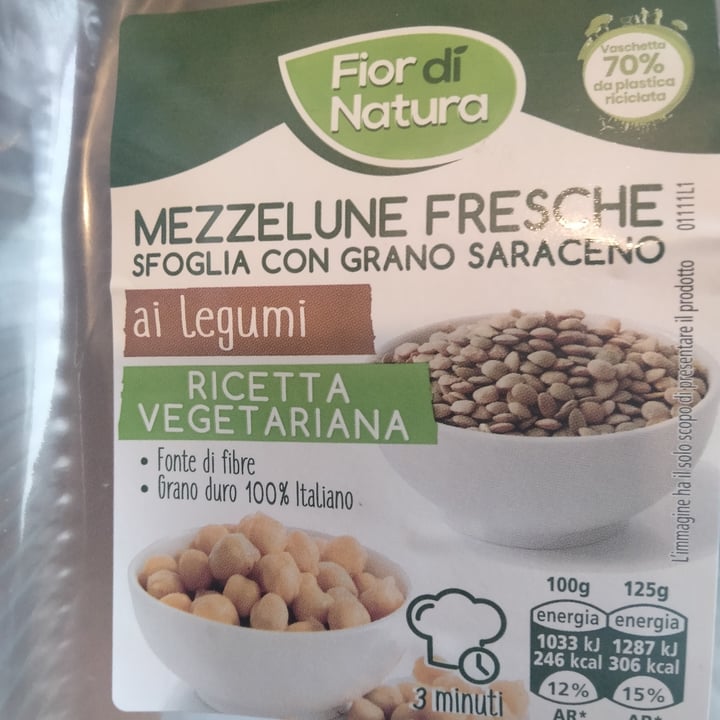 Fior di
Natura
Vaschetta
70%
da plastica
riciclata
MEZZELUNE FRESCHE
SFOGLIA CON GRANO SARACENO
ai legumi
RICETTA
VEGETARIANA
• Fonte di fibre
• Grano duro 100% Italiano
L'immagine ha il solo scopo di presentare il prodotto 01111L1
3 minuti
100g 125g
energia energia
1033 kJ 1287 kJ
246 kcal 306 kcal
12% 15%
AR* AR*